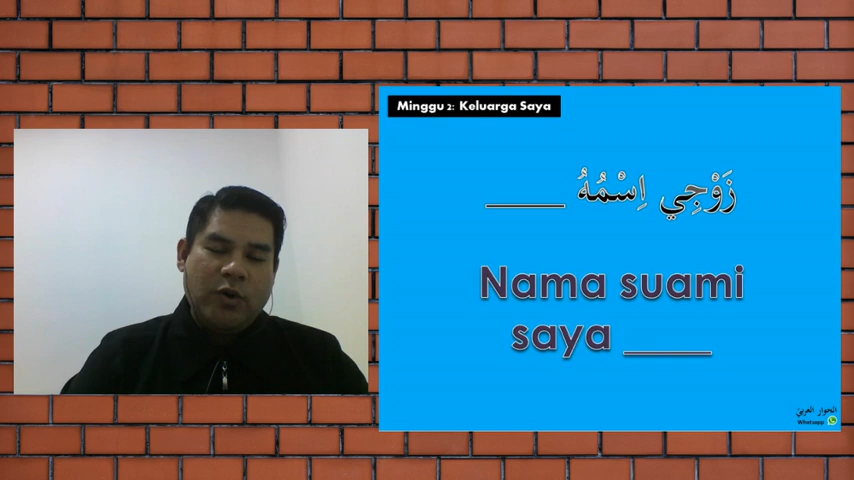 Minggu 2: Keluarga Saya
زَوْجِي اِسْمُهُ ____
Nama suami
saya ____
الحوار العربي
Whatsapp